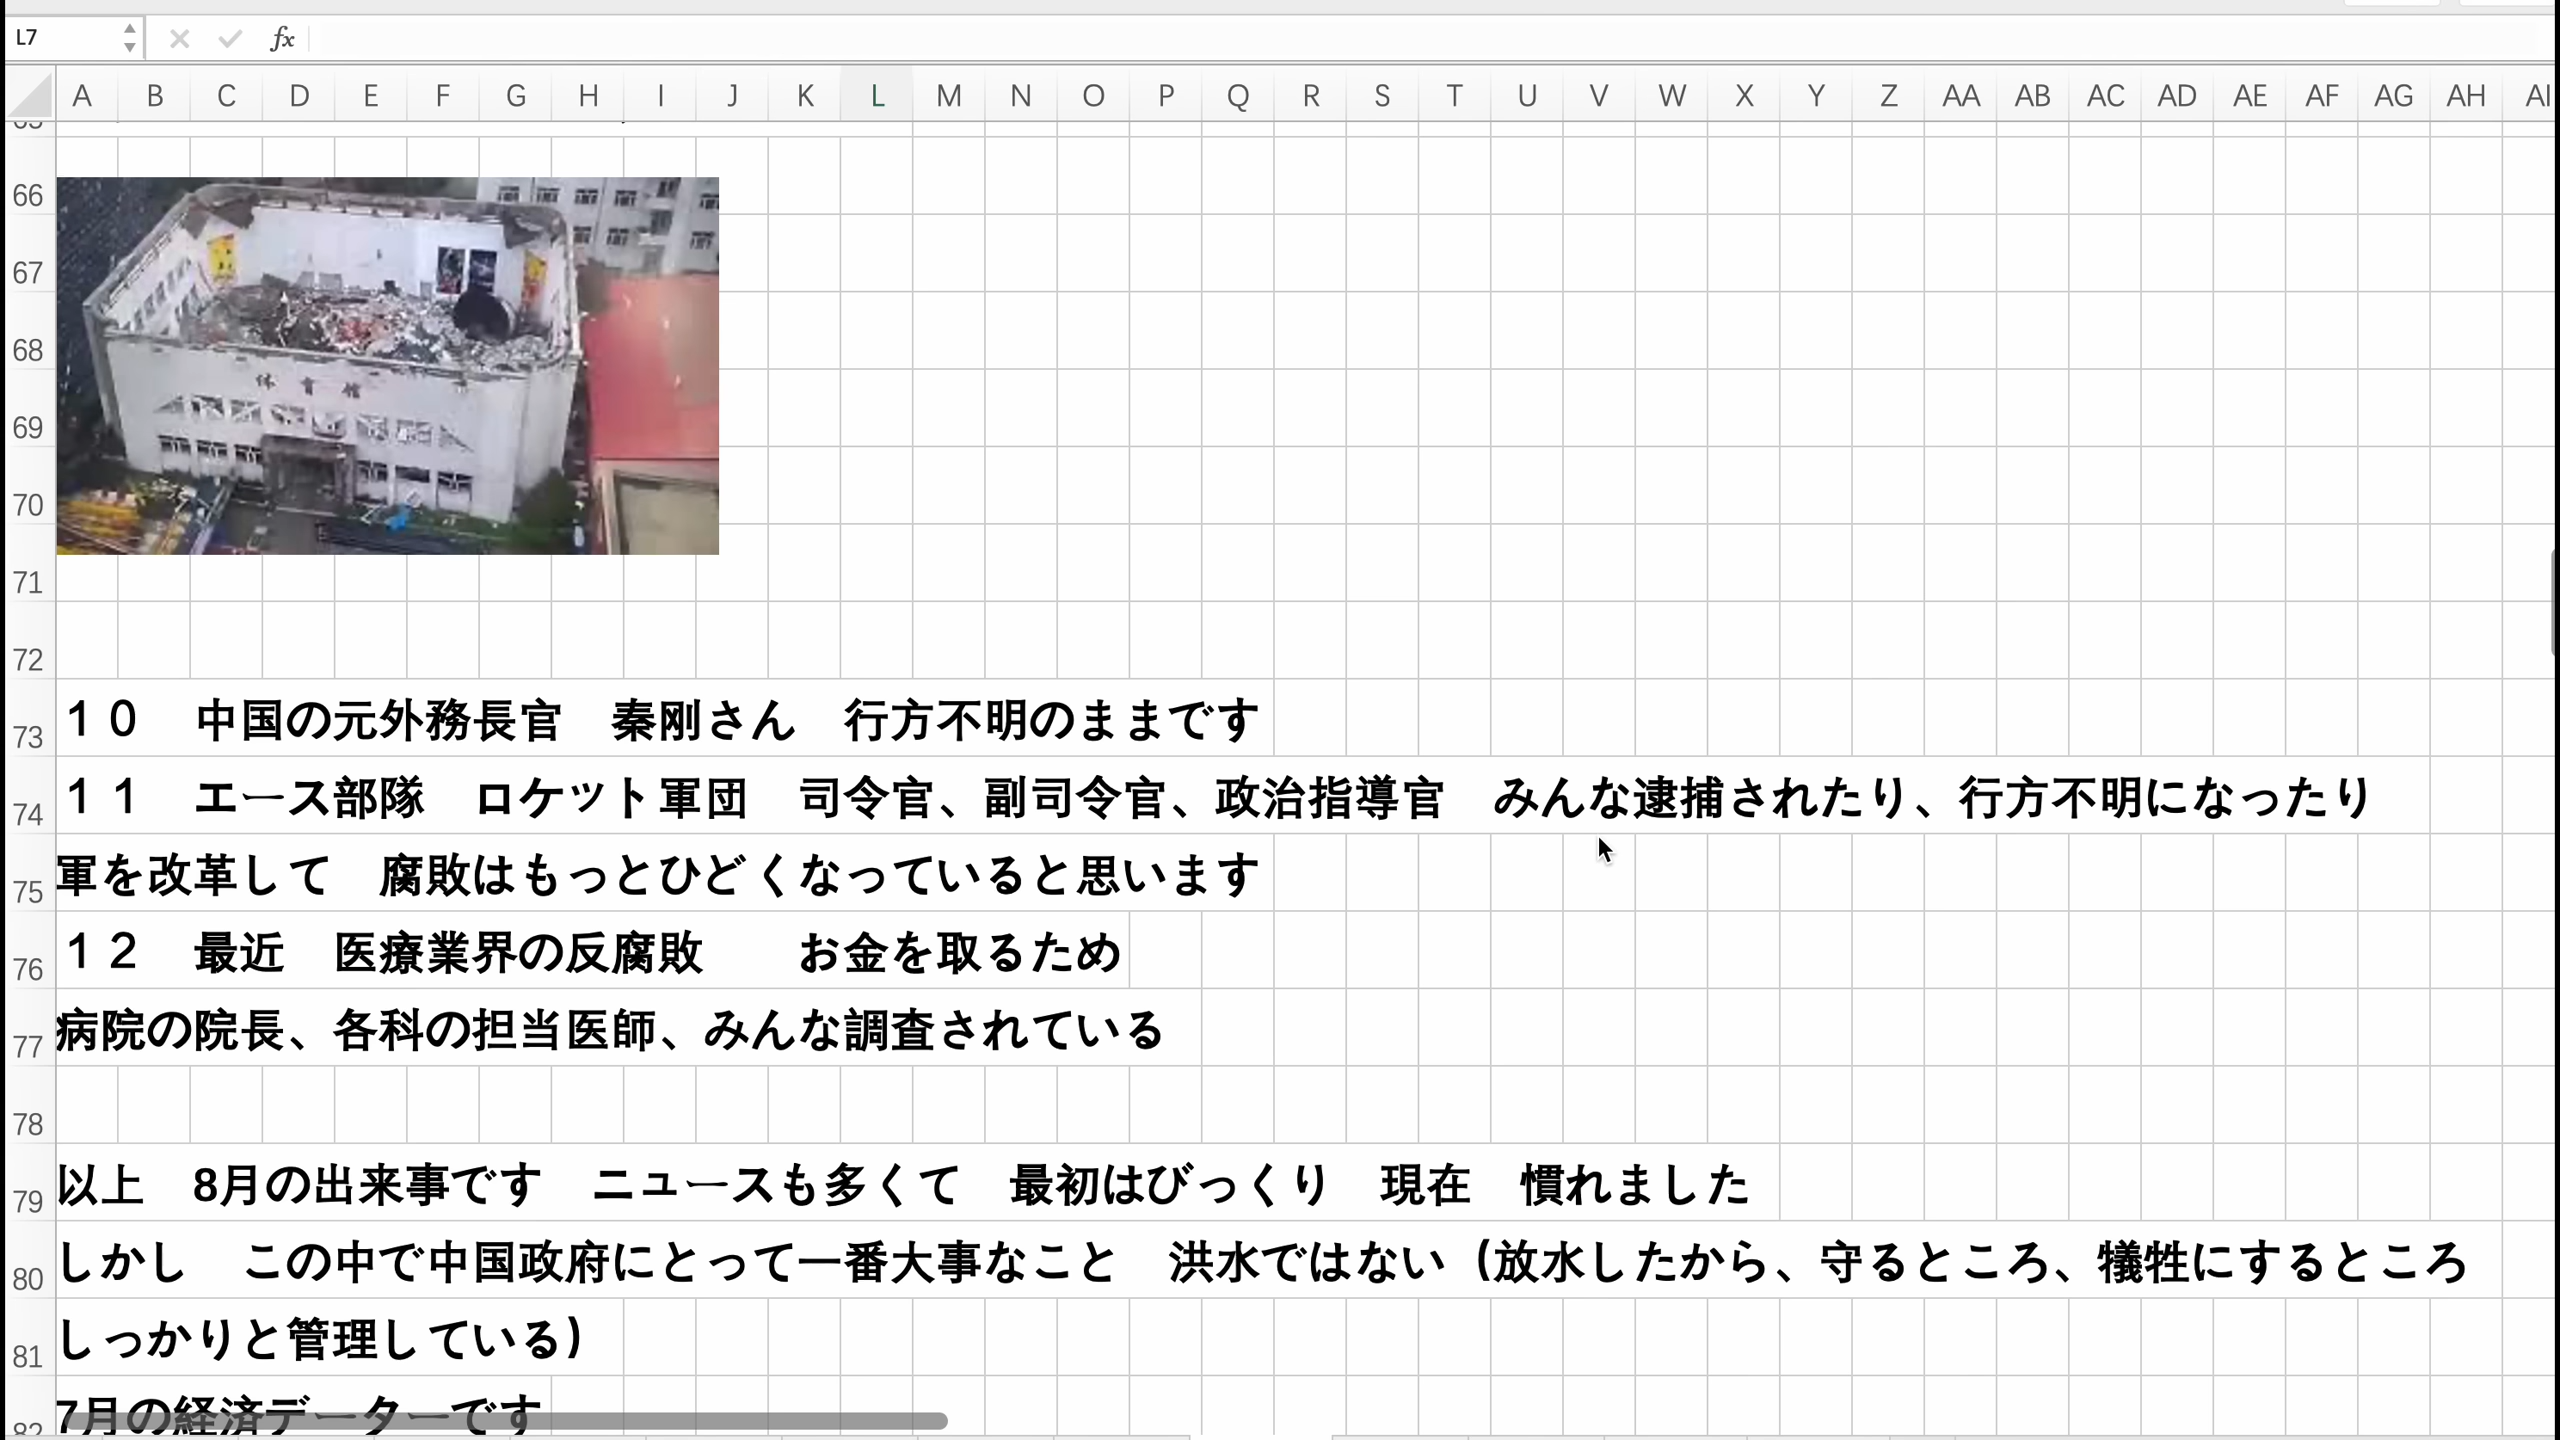 L7
fx
A B C D E F G H I J K L M N O P Q R S T U V W X Y Z AA AB AC AD AE AF AG AH AI
66
体育馆
67
68
69
70
71
72
73 １０　中国の元外務長官　秦剛さん　行方不明のままです
74 １１　エース部隊　ロケット軍団　司令官、副司令官、政治指導官　みんな逮捕されたり、行方不明になったり
75 軍を改革して　腐敗はもっとひどくなっていると思います
76 １２　最近　医療業界の反腐敗　　お金を取るため
77 病院の院長、各科の担当医師、みんな調査されている
78
79 以上　8月の出来事です　ニュースも多くて　最初はびっくり　現在　慣れました
80 しかし　この中で中国政府にとって一番大事なこと　洪水ではない（放水したから、守るところ、犠牲にするところ
81 しっかりと管理している）
82 7月の経済データーです